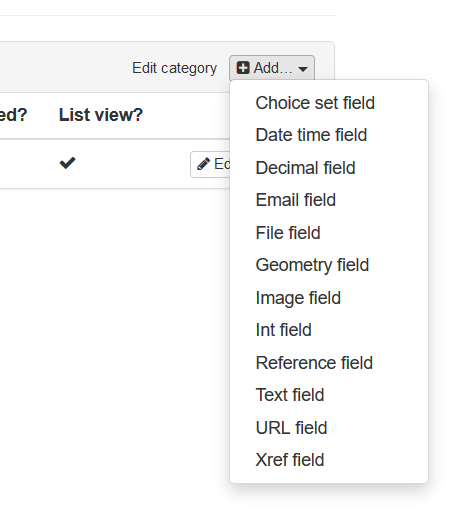 Edit category Add...
ed? List view?
Ed
Choice set field
Date time field
Decimal field
Email field
File field
Geometry field
Image field
Int field
Reference field
Text field
URL field
Xref field